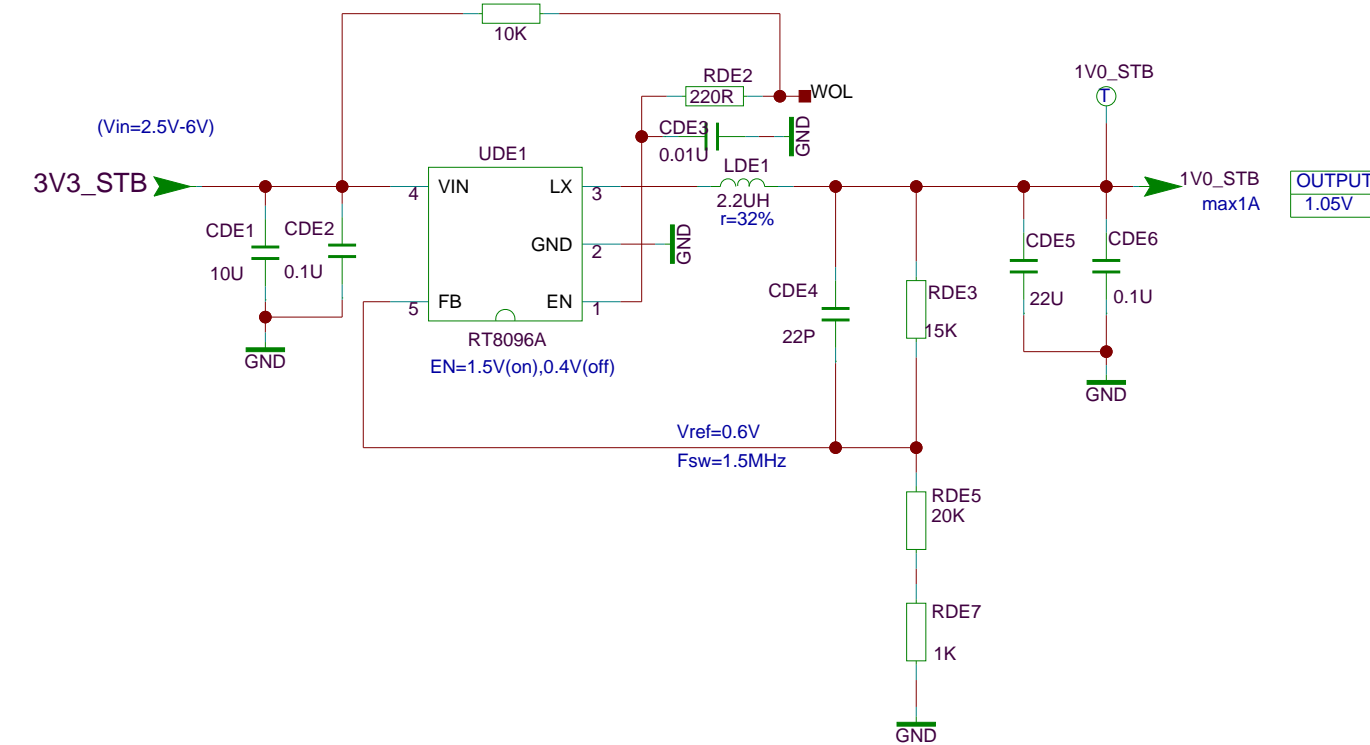 10K
RDE2
220R
WOL
1V0_STB
T
(Vin=2.5V-6V)
CDE3
0.01U
GND
UDE1
LDE1
3V3_STB
4
VIN
LX
3
2.2UH
r=32%
1V0_STB
max1A
OUTPUT
1.05V
CDE1
10U
CDE2
0.1U
GND
2
GND
CDE5
22U
CDE6
0.1U
5
FB
EN
1
CDE4
22P
RDE3
15K
RT8096A
GND
EN=1.5V(on),0.4V(off)
GND
Vref=0.6V
Fsw=1.5MHz
RDE5
20K
RDE7
1K
GND